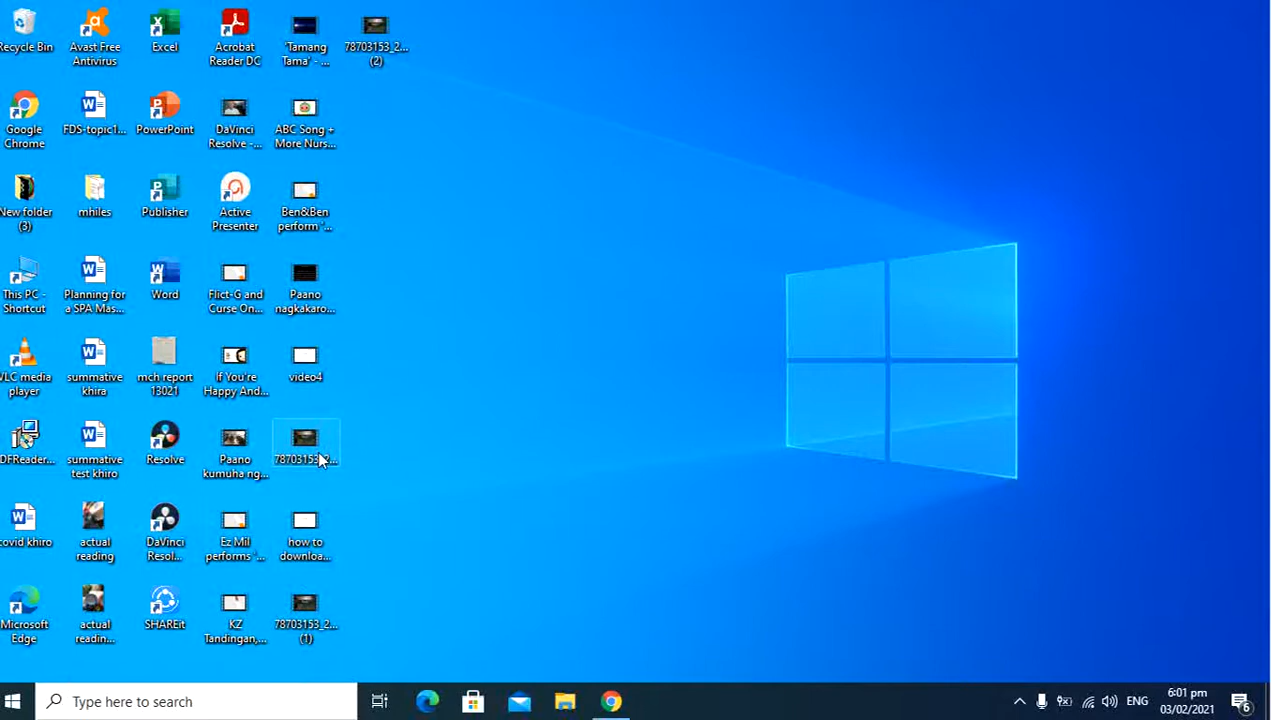 Recycle Bin
Avast Free
Antivirus
Excel
Acrobat
Reader DC
'Tamang
Tama' - ...
78703153_2...
(2)
Google
Chrome
FDS-topic1...
PowerPoint
DaVinci
Resolve -...
ABC Song +
More Nurs...
New folder
(3)
mhiles
Publisher
Active
Presenter
Ben&Ben
perform '...
This PC -
Shortcut
Planning for
a SPA Mas...
Word
Flict-G and
Curse On...
Paano
nagkakaro...
VLC media
player
summative
khira
mch report
13021
If You're
Happy And...
video4
DFReader...
summative
test khiro
Resolve
Paano
kumuha ng...
78703153_2...
covid khiro
actual
reading
DaVinci
Resol...
Ez Mil
performs '...
how to
downloa...
Microsoft
Edge
actual
readin...
SHAREit
KZ
Tandingan,...
78703153_2...
(1)
Type here to search
ENG
6:01 pm
03/02/2021
6